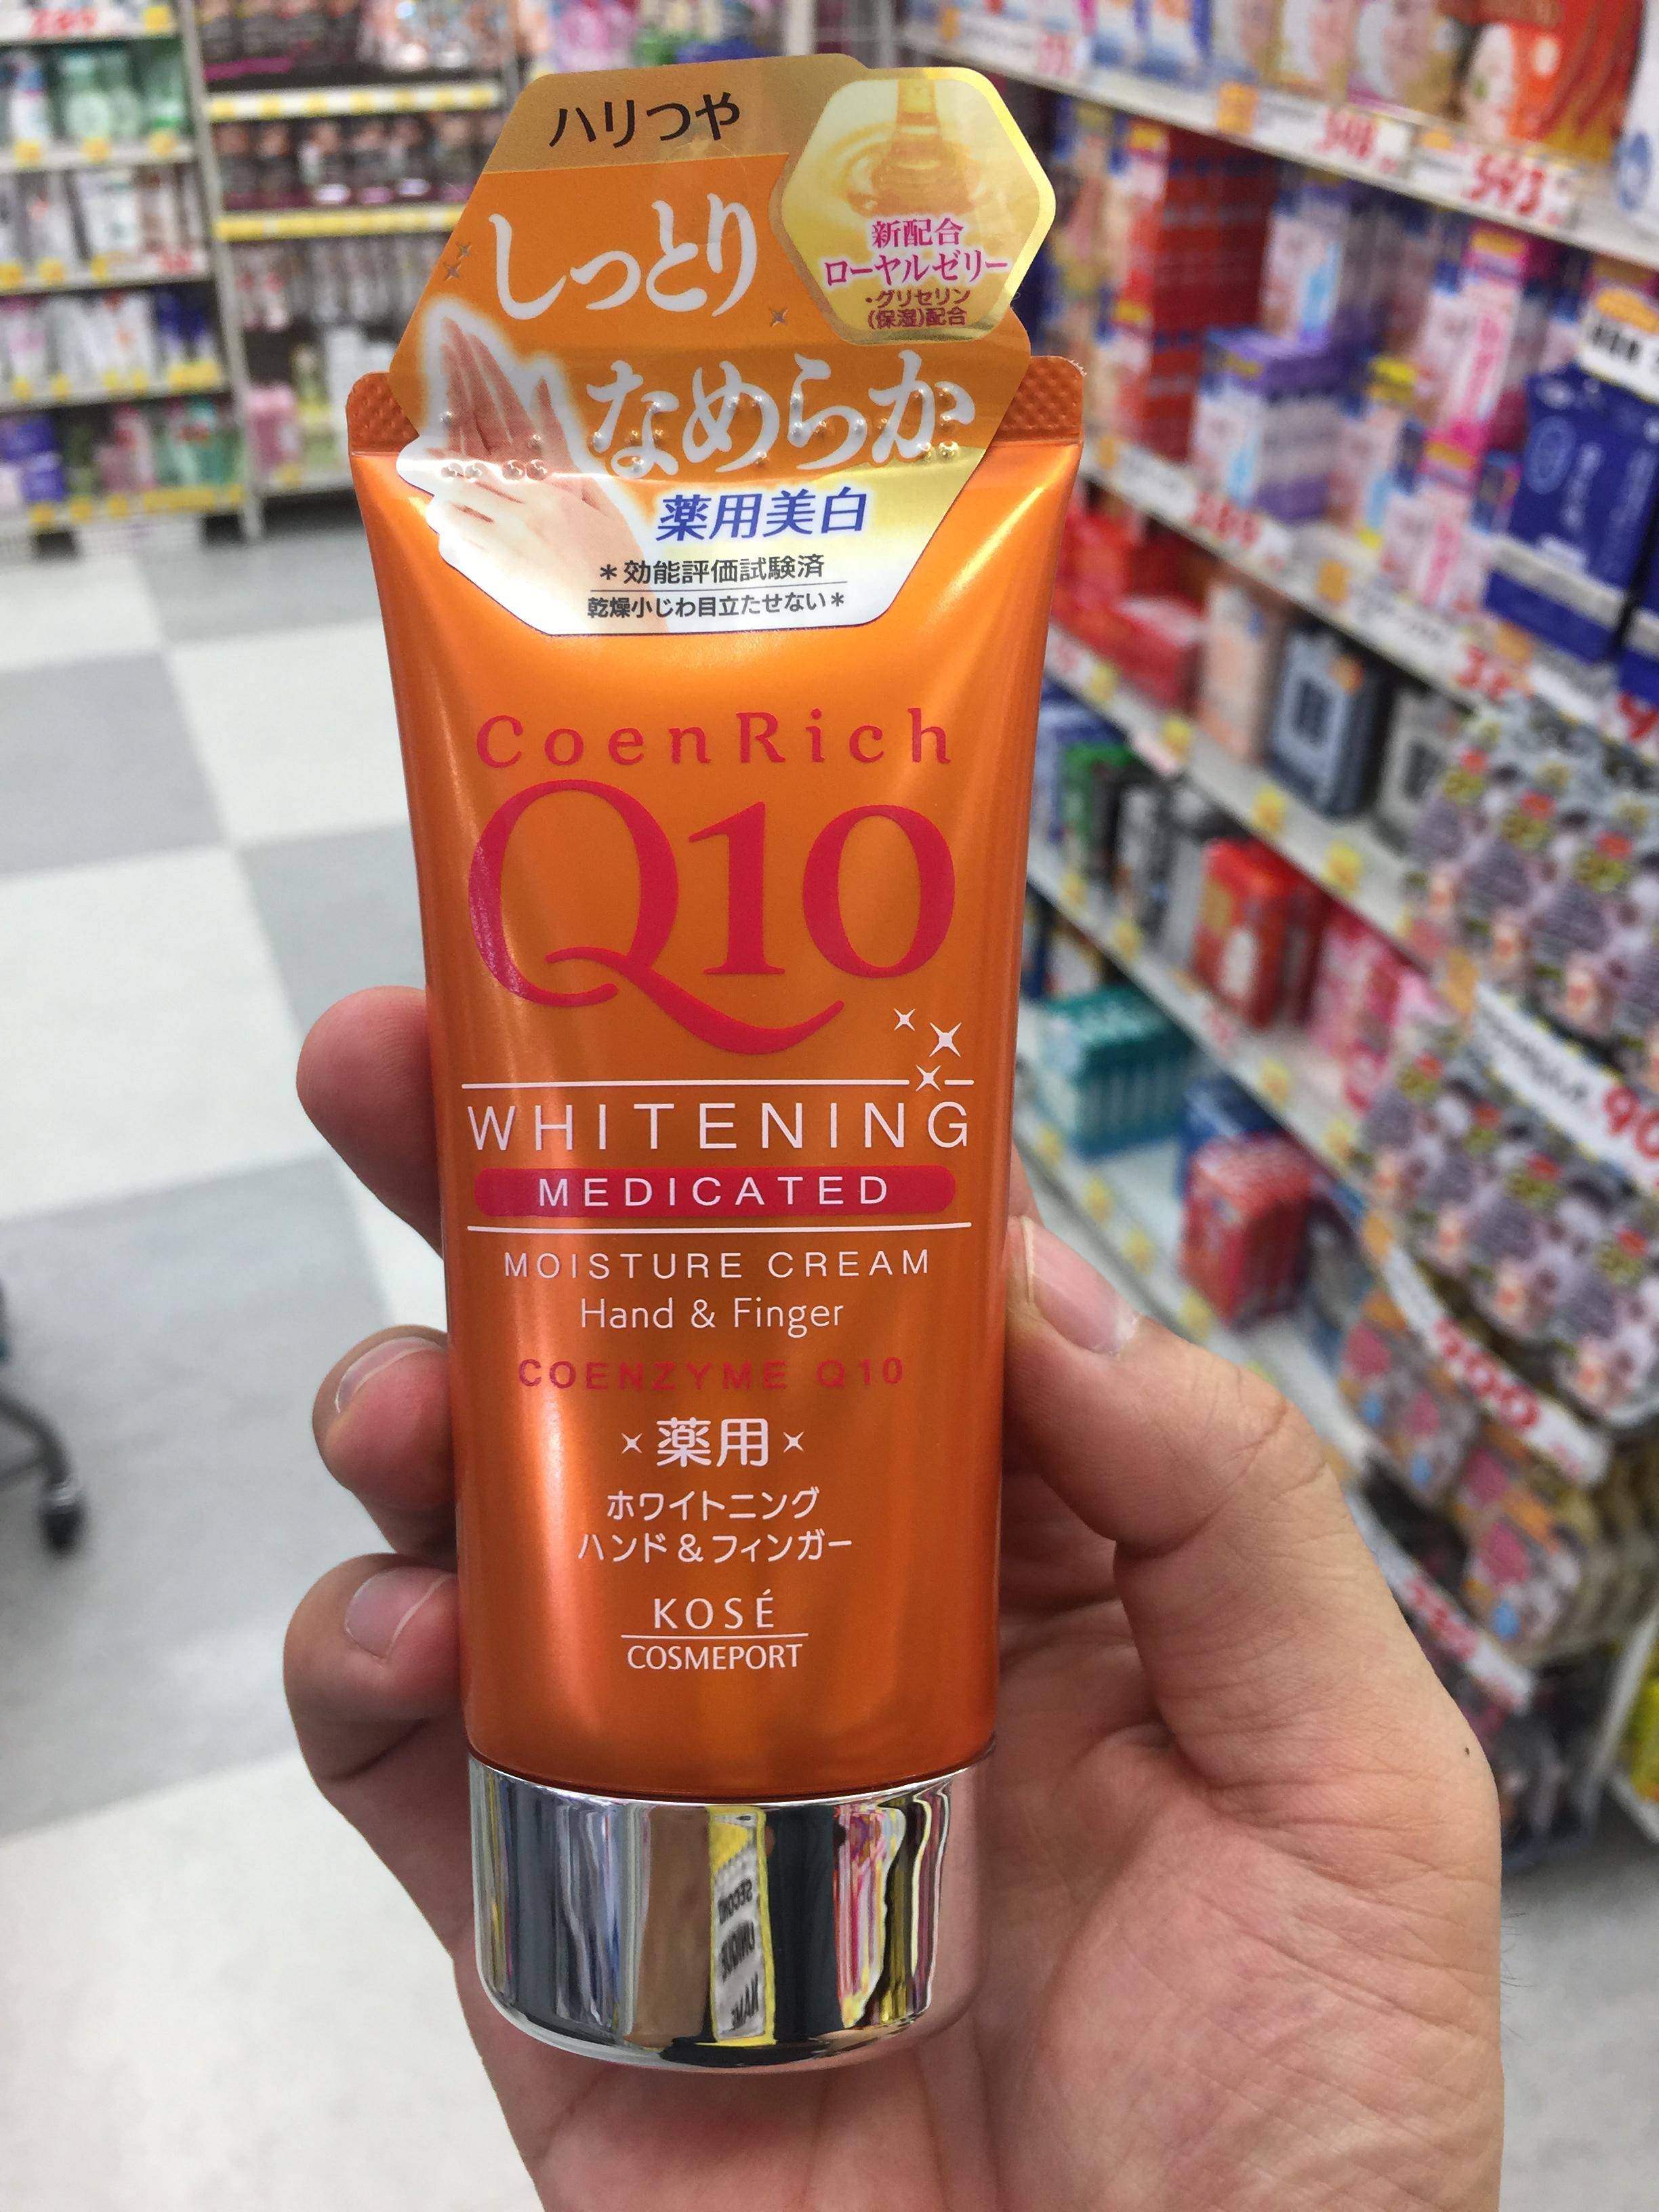 ハリつや
しっとり
なめらか
新配合
ローヤルゼリー
・グリセリン
(保湿)配合
薬用美白
＊効能評価試験済
乾燥小じわ目立たせない＊
CoenRich
Q10
WHITENING
MEDICATED
MOISTURE CREAM
Hand & Finger
COENZYME Q10
薬用
ホワイトニング
ハンド＆フィンガー
KOSÉ
COSMEPORT